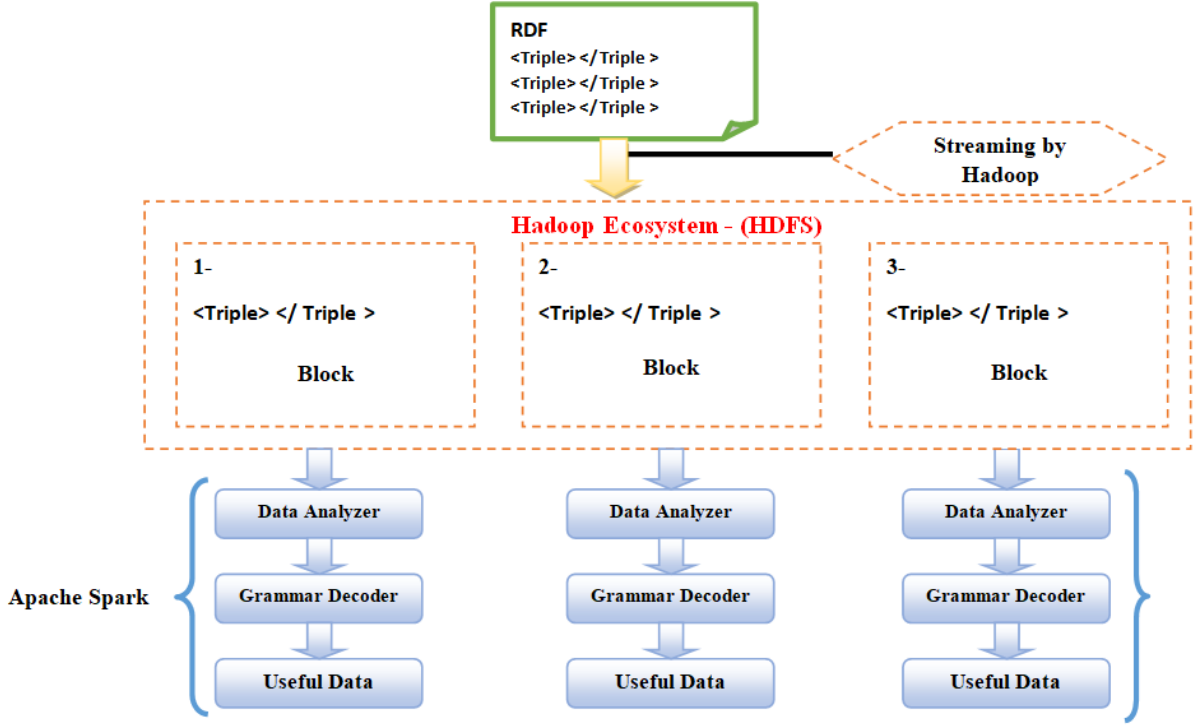 RDF
<Triple> </Triple >
<Triple> </Triple >
<Triple> </Triple >
Streaming by
Hadoop
Hadoop Ecosystem - (HDFS)
1-
<Triple> </ Triple >
Block
2-
<Triple> </ Triple >
Block
3-
<Triple> </ Triple >
Block
Apache Spark
Data Analyzer
Grammar Decoder
Useful Data
Data Analyzer
Grammar Decoder
Useful Data
Data Analyzer
Grammar Decoder
Useful Data